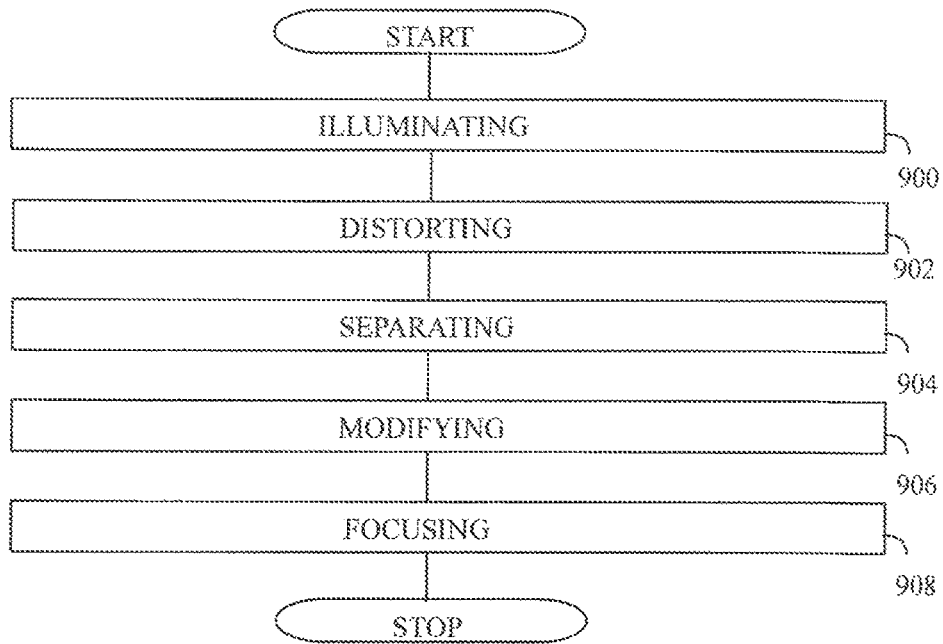 START
ILLUMINATING
900
DISTORTING
902
SEPARATING
904
MODIFYING
906
FOCUSING
908
STOP